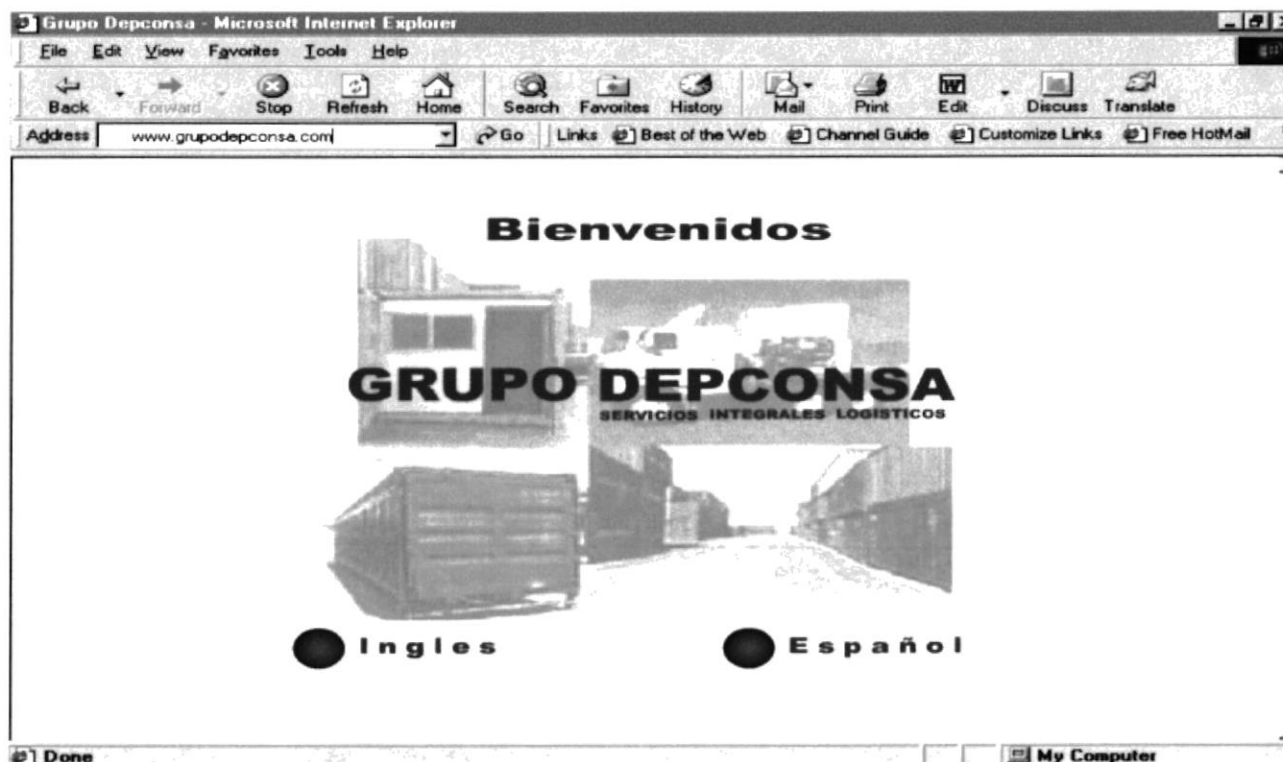 Grupo Depconsa - Microsoft Internet Explorer
File Edit View Favorites Tools Help
Back Forward Stop Refresh Home Search Favorites History Mail Print Edit Discuss Translate
Address www.grupodepconsa.com Go Links Best of the Web Channel Guide Customize Links Free HotMail
Bienvenidos
GRUPO DEPCONSA
SERVICIOS INTEGRALES LOGISTICOS
Ingles Español
Done My Computer